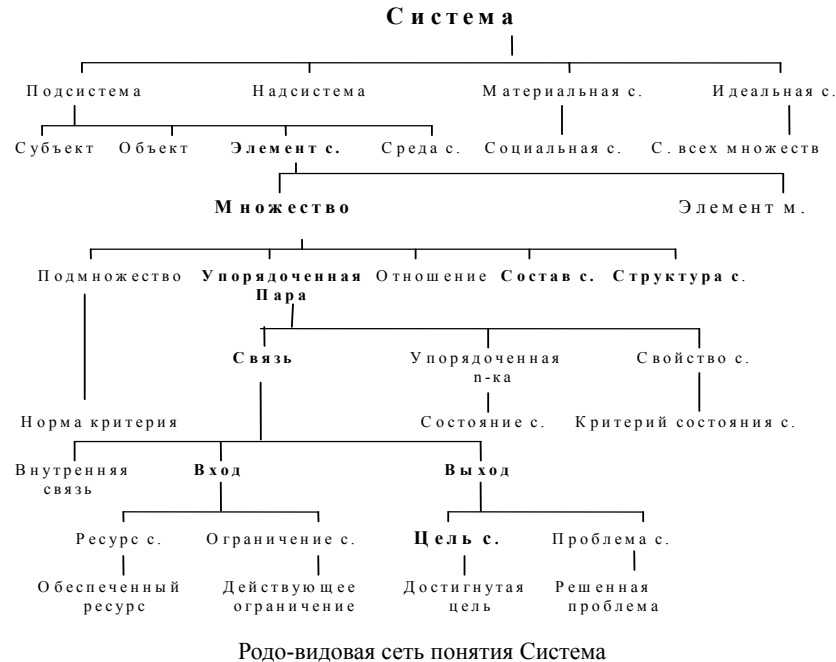 Система
Подсистема Надсистема Материальная с. Идеальная с.
Субъект Объект Элемент с. Среда с. Социальная с. С. всех множеств
Множество Элемент м.
Подмножество Упорядоченная Отношение Состав с. Структура с.
Пара
Связь Упорядоченная Свойство с.
n-ка
Норма критерия Состояние с. Критерий состояния с.
Внутренняя Вход Выход
связь
Ресурс с. Ограничение с. Цель с. Проблема с.
Обеспеченный Действующее Достигнутая Решенная
ресурс ограничение цель проблема
Родо-видовая сеть понятия Система